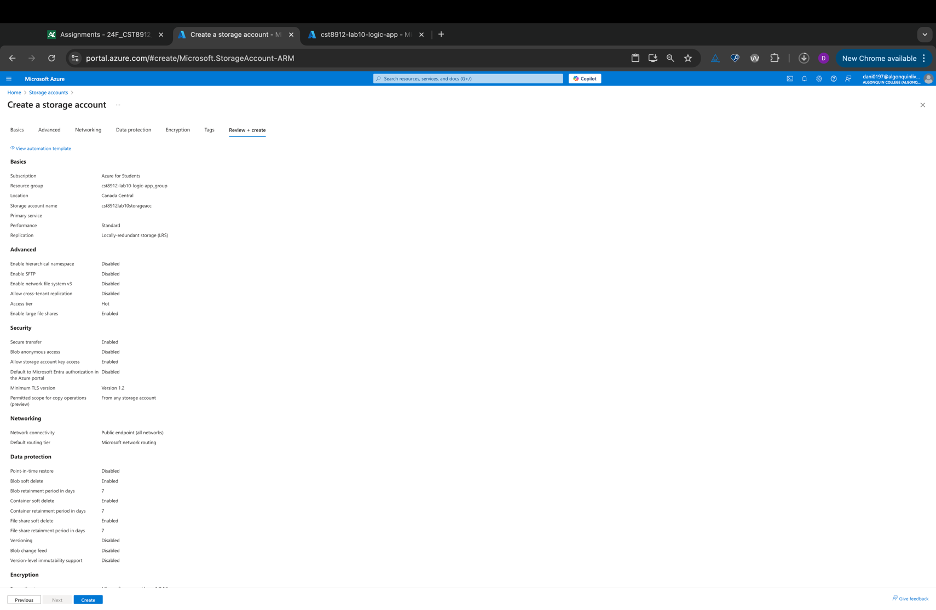 Assignments - 24F_CST8912
Create a storage account - M
cst8912-lab10-logic-app - Mi
portal.azure.com/#create/Microsoft.StorageAccount-ARM
D
New Chrome available
Microsoft Azure
Search resources, services, and docs (G+/)
Copilot
Home > Storage accounts >
Create a storage account ...
Basics Advanced Networking Data protection Encryption Tags Review + create
View automation template
Basics
Subscription Azure for Students
Resource group cst8912-lab10-logic-app_group
Location Canada Central
Storage account name cst8912lab10storageacc
Primary service
Performance Standard
Replication Locally-redundant storage (LRS)
Advanced
Enable hierarchical namespace Disabled
Enable SFTP Disabled
Enable network file system v3 Disabled
Allow cross-tenant replication Disabled
Access tier Hot
Enable large file shares Enabled
Security
Secure transfer Enabled
Blob anonymous access Disabled
Allow storage account key access Enabled
Default to Microsoft Entra authorization in Disabled
the Azure portal
Minimum TLS version Version 1.2
Permitted scope for copy operations From any storage account
(preview)
Networking
Network connectivity Public endpoint (all networks)
Default routing tier Microsoft network routing
Data protection
Point-in-time restore Disabled
Blob soft delete Enabled
Blob retainment period in days 7
Container soft delete Enabled
Container retainment period in days 7
File share soft delete Enabled
File share retainment period in days 7
Versioning Disabled
Blob change feed Disabled
Version-level immutability support Disabled
Encryption
Previous Next Create
Give feedback